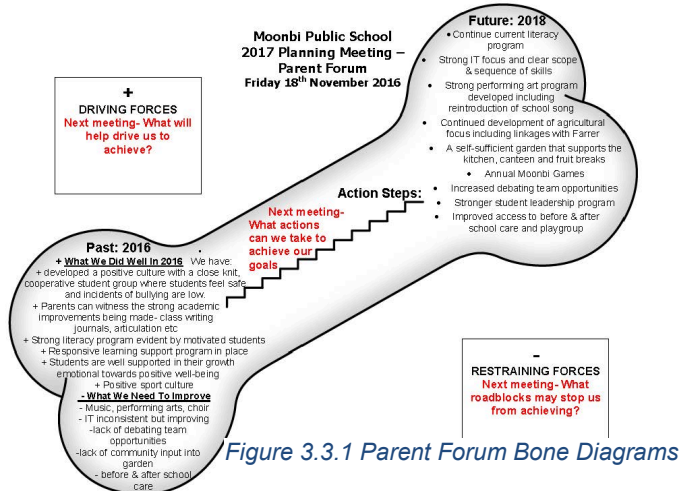 Moonbi Public School
2017 Planning Meeting –
Parent Forum
Friday 18th November 2016
+
DRIVING FORCES
Next meeting- What will
help drive us to
achieve?
Future: 2018
• Continue current literacy
program
• Strong IT focus and clear scope
& sequence of skills
• Strong performing art program
developed including
reintroduction of school song
• Continued development of agricultural
focus including linkages with Farrer
• A self-sufficient garden that supports the
kitchen, canteen and fruit breaks
♦ Annual Moonbi Games
• Increased debating team opportunities
• Stronger student leadership program
• Improved access to before & after
school care and playgroup
Action Steps:
Next meeting-
What actions
can we take to
achieve our
goals
Past: 2016
+ What We Did Well In 2016 We have:
+ developed a positive culture with a close knit,
cooperative student group where students feel safe
and incidents of bullying are low.
+ Parents can witness the strong academic
improvements being made- class writing
journals, articulation etc
+ Strong literacy program evident by motivated students
+ Responsive learning support program in place
+ Students are well supported in their growth
emotional towards positive well-being
+ Positive sport culture
- What We Need To Improve
- Music, performing arts, choir
- IT inconsistent but improving
-lack of debating team
opportunities
-lack of community input into
garden
- before & after school
care
-
RESTRAINING FORCES
Next meeting- What
roadblocks may stop us
from achieving?
Figure 3.3.1 Parent Forum Bone Diagrams